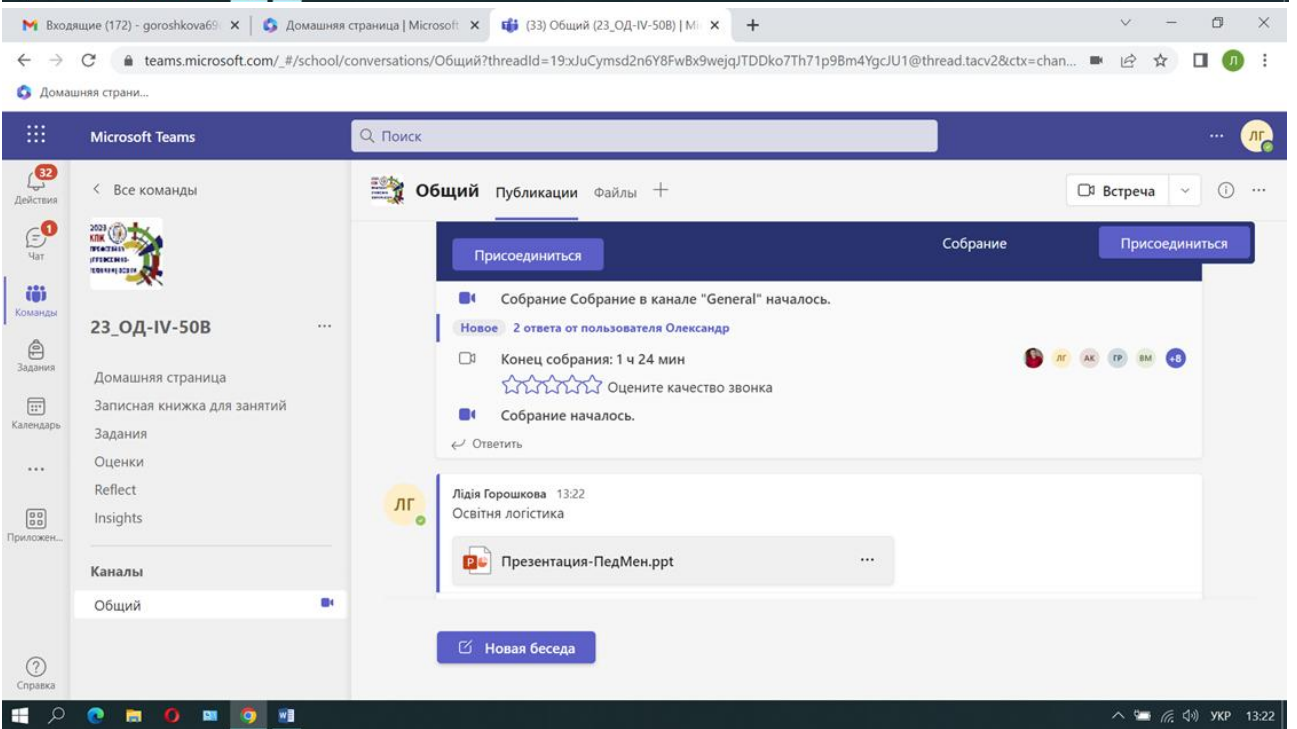 Входящие (172) - goroshkova69
Домашняя страница | Microsoft
(33) Общий (23_ОД-IV-50В) | Mi
teams.microsoft.com/_#/school/conversations/Общий?threadId=19:xJuCymsd2n6Y8FwBx9wejqJTDDko7Th71p9Bm4YgcJU1@thread.tacv2&ctx=chan...
Л
Домашняя страни...
Microsoft Teams
Поиск
ЛГ
32
Действия
1
Чат
Команды
Задания
Календарь
Приложен...
Справка
Все команды
2023
КПК
23_ОД-IV-50В
Домашняя страница
Записная книжка для занятий
Задания
Оценки
Reflect
Insights
Каналы
Общий
Общий Публикации Файлы
Встреча
Присоединиться
Собрание
Присоединиться
Собрание Собрание в канале "General" началось.
Новое 2 ответа от пользователя Олександр
Конец собрания: 1 ч 24 мин
ЛГ АК ГР ВМ +8
Оцените качество звонка
Собрание началось.
Ответить
ЛГ
Лідія Горошкова 13:22
Освітня логістика
Презентация-ПедМен.ppt
Новая беседа
УКР 13:22